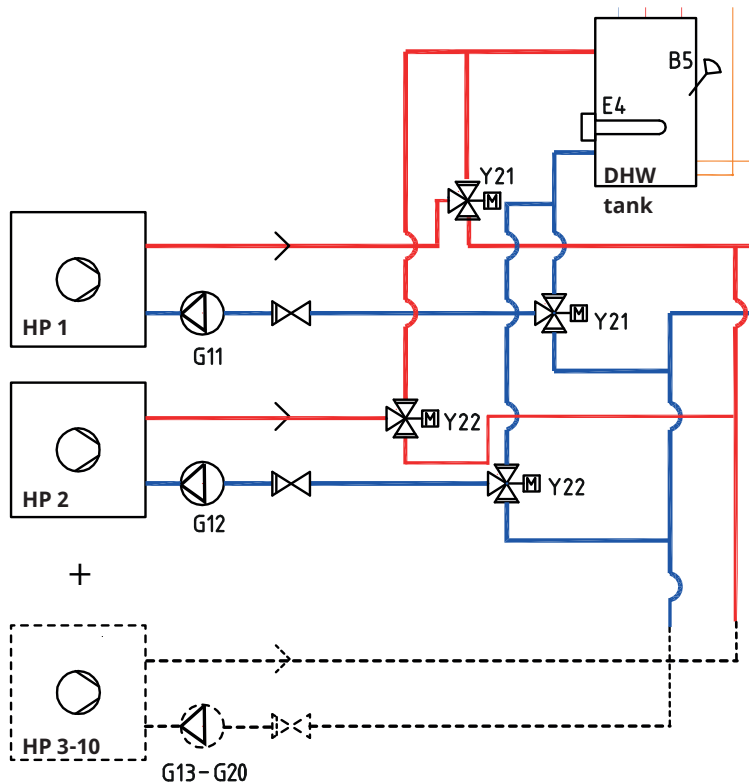 B5
E4
DHW
tank
Y21
M
HP 1
G11
M
Y21
HP 2
G12
M
Y22
M
Y22
+
HP 3-10
G13-G20